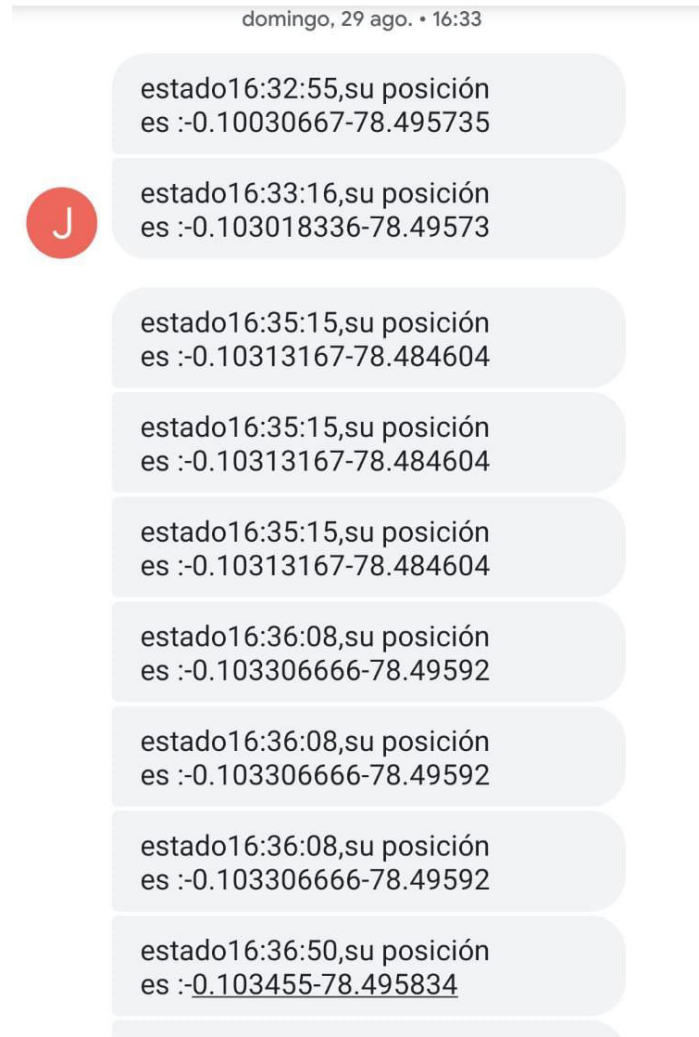 domingo, 29 ago. • 16:33
estado16:32:55,su posición
es :-0.10030667-78.495735
J
estado16:33:16,su posición
es :-0.103018336-78.49573
estado16:35:15,su posición
es :-0.10313167-78.484604
estado16:35:15,su posición
es :-0.10313167-78.484604
estado16:35:15,su posición
es :-0.10313167-78.484604
estado16:36:08,su posición
es :-0.103306666-78.49592
estado16:36:08,su posición
es :-0.103306666-78.49592
estado16:36:08,su posición
es :-0.103306666-78.49592
estado16:36:50,su posición
es :-0.103455-78.495834